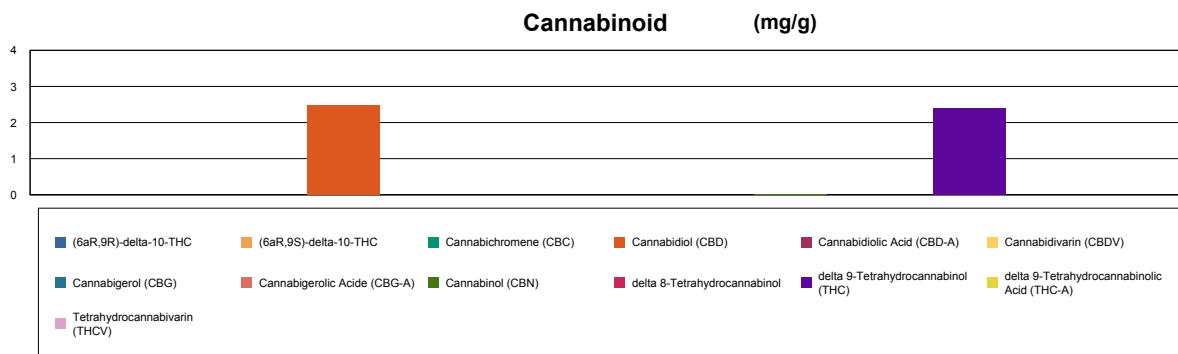 Cannabinoid (mg/g)
4
3
2
1
0
(6aR,9R)-delta-10-THC
(6aR,9S)-delta-10-THC
Cannabichromene (CBC)
Cannabidiol (CBD)
Cannabidiolic Acid (CBD-A)
Cannabidivarin (CBDV)
Cannabigerol (CBG)
Cannabigerolic Acide (CBG-A)
Cannabinol (CBN)
delta 8-Tetrahydrocannabinol
delta 9-Tetrahydrocannabinol
(THC)
delta 9-Tetrahydrocannabinolic
Acid (THC-A)
Tetrahydrocannabivarin
(THCV)